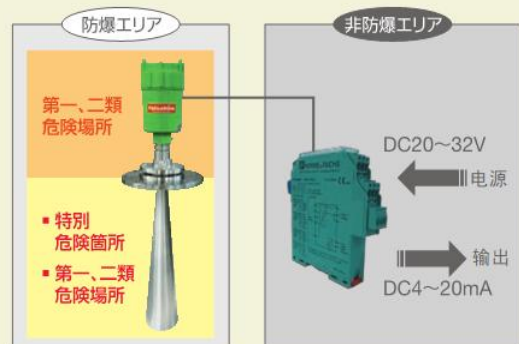 防爆エリア
非防爆エリア
第一、二類
危険場所
▪ 特別
危険箇所
▪ 第一、二類
危険場所
DC20～32V
电源
输出
DC4～20mA